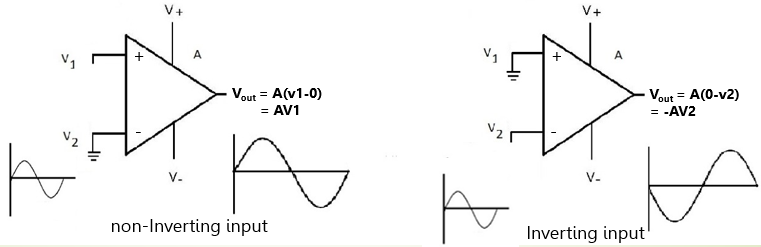 V+
V1
+
A
Vout = A(v1-0)
= AV1
V2
-
V-
non-Inverting input
V+
V1
+
A
Vout = A(0-v2)
= -AV2
V2
-
V-
Inverting input